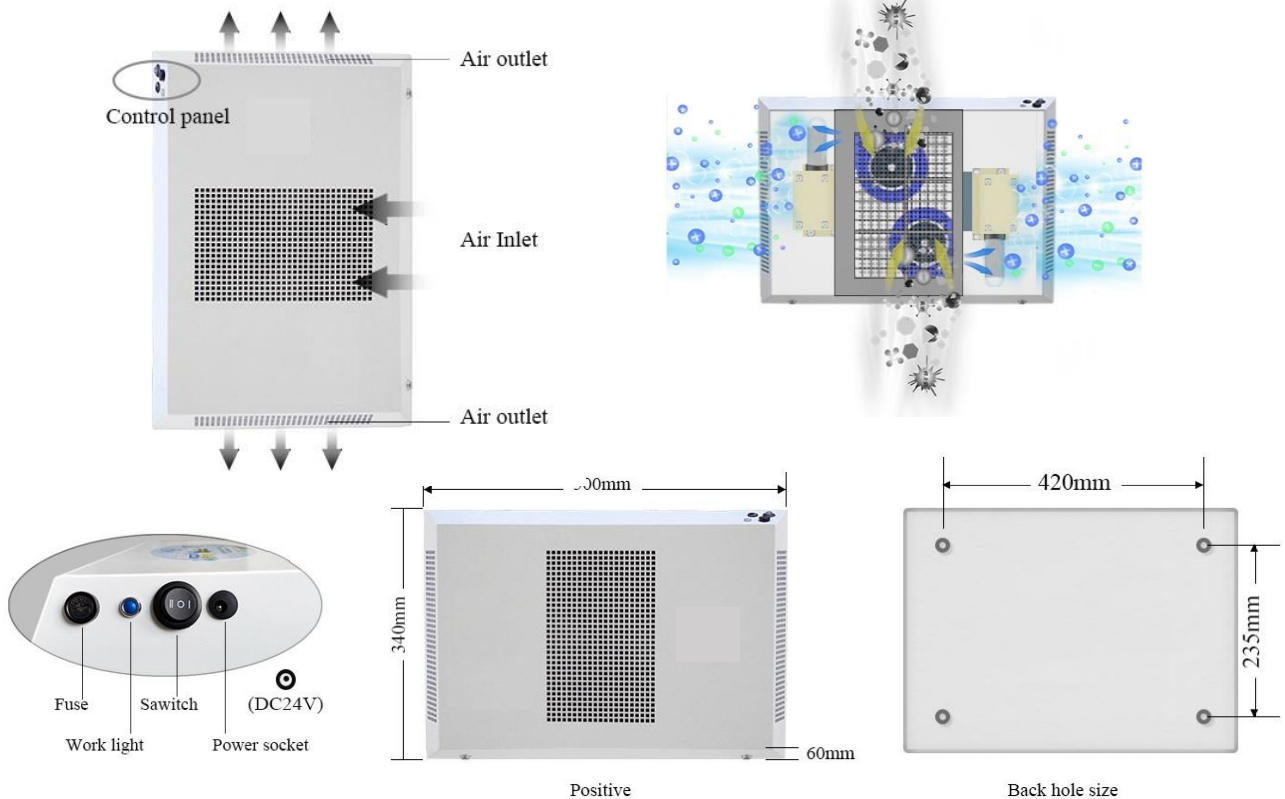 Air outlet
Control panel
Air Inlet
Air outlet
Fuse
Sawitch
(DC24V)
Work light
Power socket
00mm
340mm
60mm
Positive
420mm
235mm
Back hole size